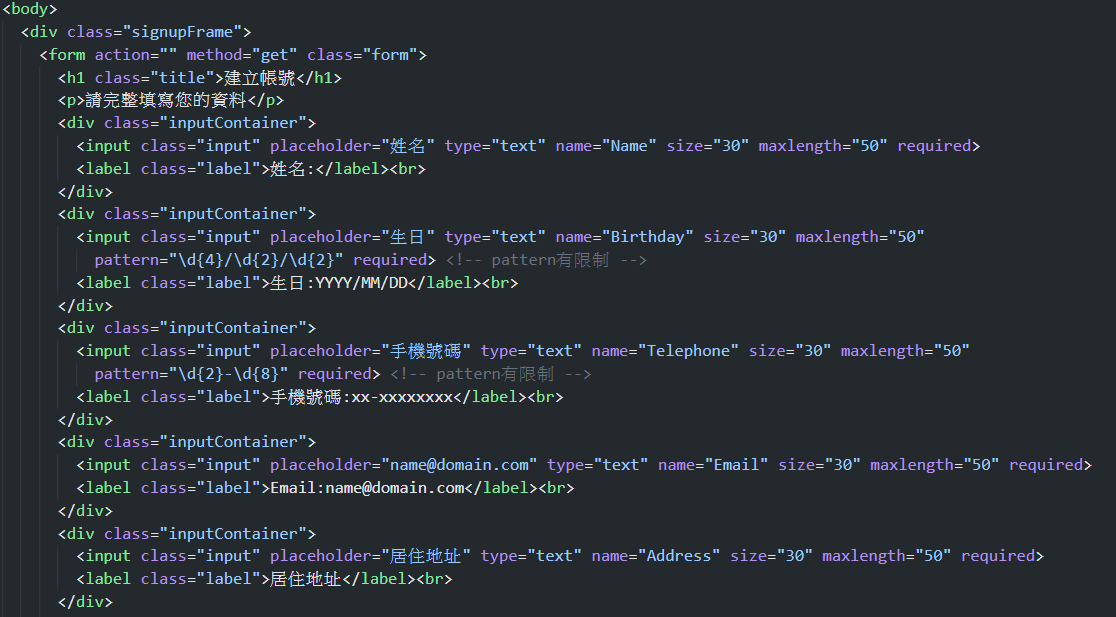 <body>
<div class="signupFrame">
<form action="" method="get" class="form">
<h1 class="title">建立帳號</h1>
<p>請完整填寫您的資料</p>
<div class="inputContainer">
<input class="input" placeholder="姓名" type="text" name="Name" size="30" maxlength="50" required>
<label class="label">姓名:</label><br>
</div>
<div class="inputContainer">
<input class="input" placeholder="生日" type="text" name="Birthday" size="30" maxlength="50"
pattern="\d{4}/\d{2}/\d{2}" required> <!-- pattern有限制 -->
<label class="label">生日:YYYY/MM/DD</label><br>
</div>
<div class="inputContainer">
<input class="input" placeholder="手機號碼" type="text" name="Telephone" size="30" maxlength="50"
pattern="\d{2}-\d{8}" required> <!-- pattern有限制 -->
<label class="label">手機號碼:xx-xxxxxxxx</label><br>
</div>
<div class="inputContainer">
<input class="input" placeholder="name@domain.com" type="text" name="Email" size="30" maxlength="50" required>
<label class="label">Email:name@domain.com</label><br>
</div>
<div class="inputContainer">
<input class="input" placeholder="居住地址" type="text" name="Address" size="30" maxlength="50" required>
<label class="label">居住地址</label><br>
</div>